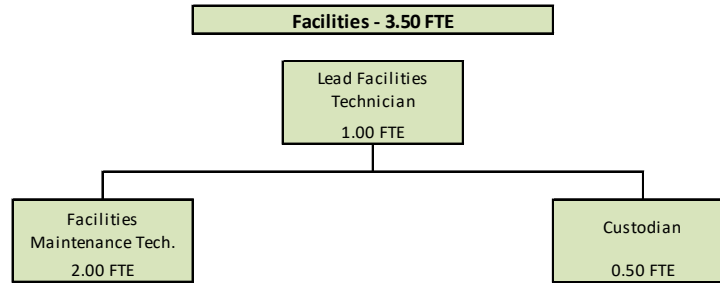 Facilities - 3.50 FTE
Lead Facilities
Technician
1.00 FTE
Facilities
Maintenance Tech.
2.00 FTE
Custodian
0.50 FTE